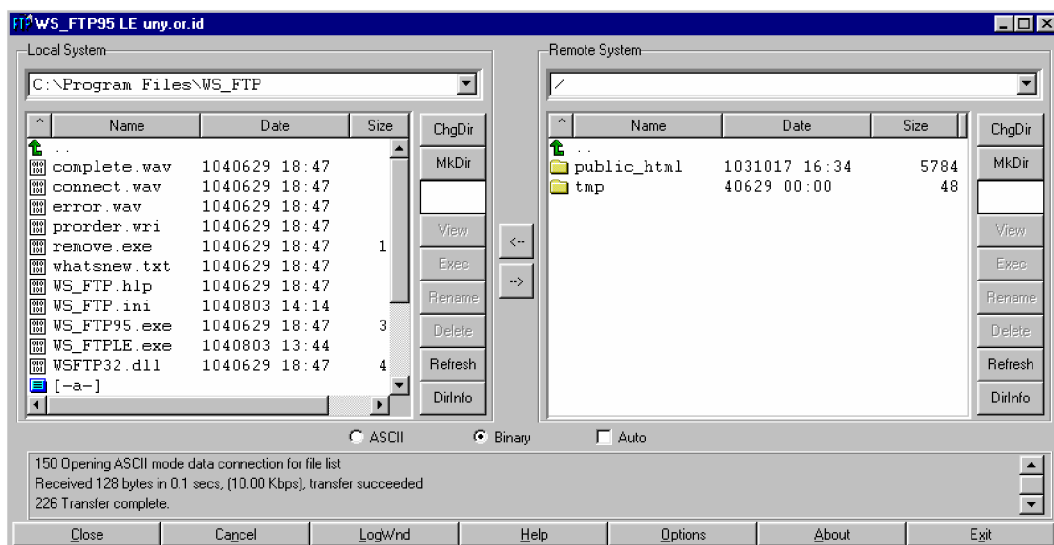 WS_FTP95 LE uny.or.id
Local System
C:\Program Files\WS_FTP
^ Name Date Size
..
complete.wav 1040629 18:47
connect.wav 1040629 18:47
error.wav 1040629 18:47
prorder.wri 1040629 18:47
remove.exe 1040629 18:47 1
whatsnew.txt 1040629 18:47
WS_FTP.hlp 1040629 18:47
WS_FTP.ini 1040803 14:14
WS_FTP95.exe 1040629 18:47 3
WS_FTPLE.exe 1040803 13:44
WSFTP32.dll 1040629 18:47 4
[-a-]
ChgDir
MkDir
View
Exec
Rename
Delete
Refresh
DirInfo
<--
-->
Remote System
/
^ Name Date Size
..
public_html 1031017 16:34 5784
tmp 40629 00:00 48
ChgDir
MkDir
View
Exec
Rename
Delete
Refresh
DirInfo
ASCII Binary Auto
150 Opening ASCII mode data connection for file list
Received 128 bytes in 0.1 secs, (10.00 Kbps), transfer succeeded
226 Transfer complete.
Close Cancel LogWnd Help Options About Exit